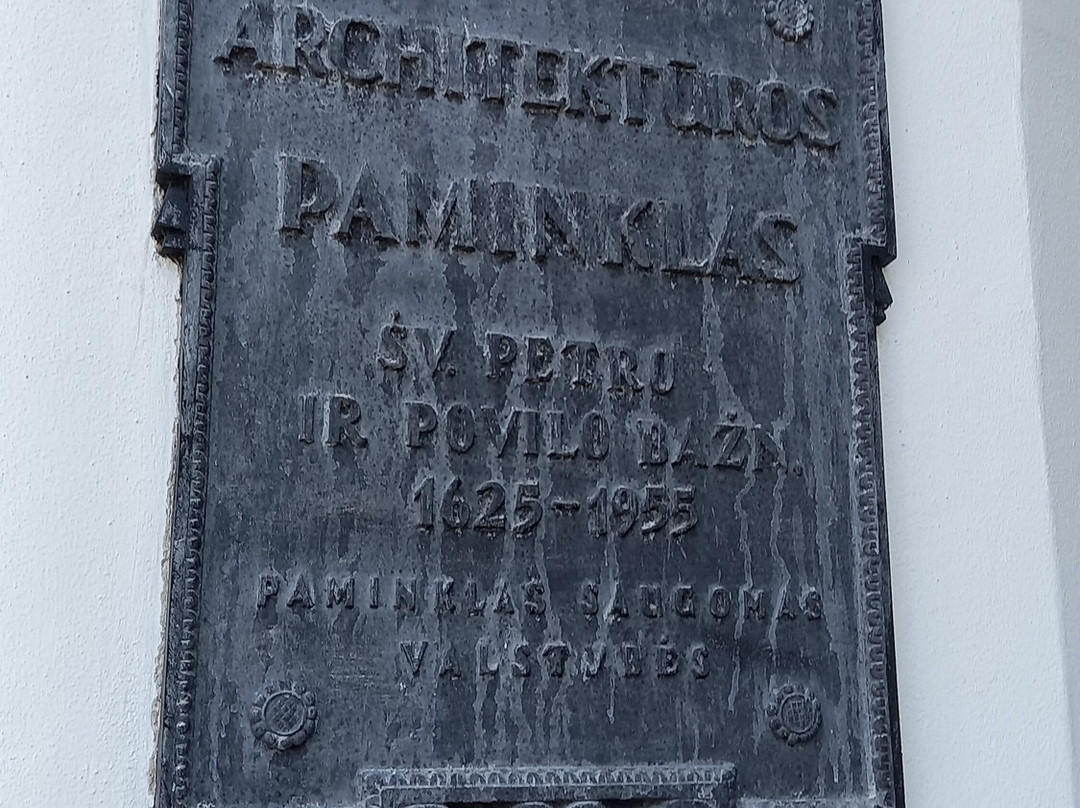 ARCHITEKTŪROS
PAMINKLAS
ŠV. PETRO
IR POVILO BAŽN.
1625-1955
PAMINKLAS SAUGOMAS
VALSTYBĖS